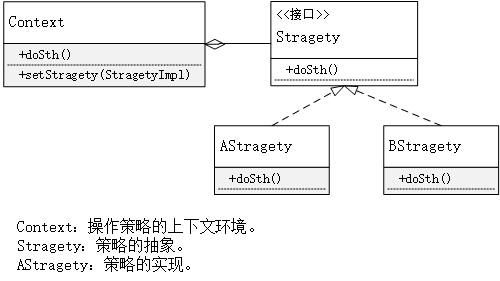 Context
+doSth()
+setStragety(StragetyImpl)
<<接口>>
Stragety
+doSth()
AStragety
+doSth()
BStragety
+doSth()
Context: 操作策略的上下文环境。
Stragety: 策略的抽象。
AStragety: 策略的实现。